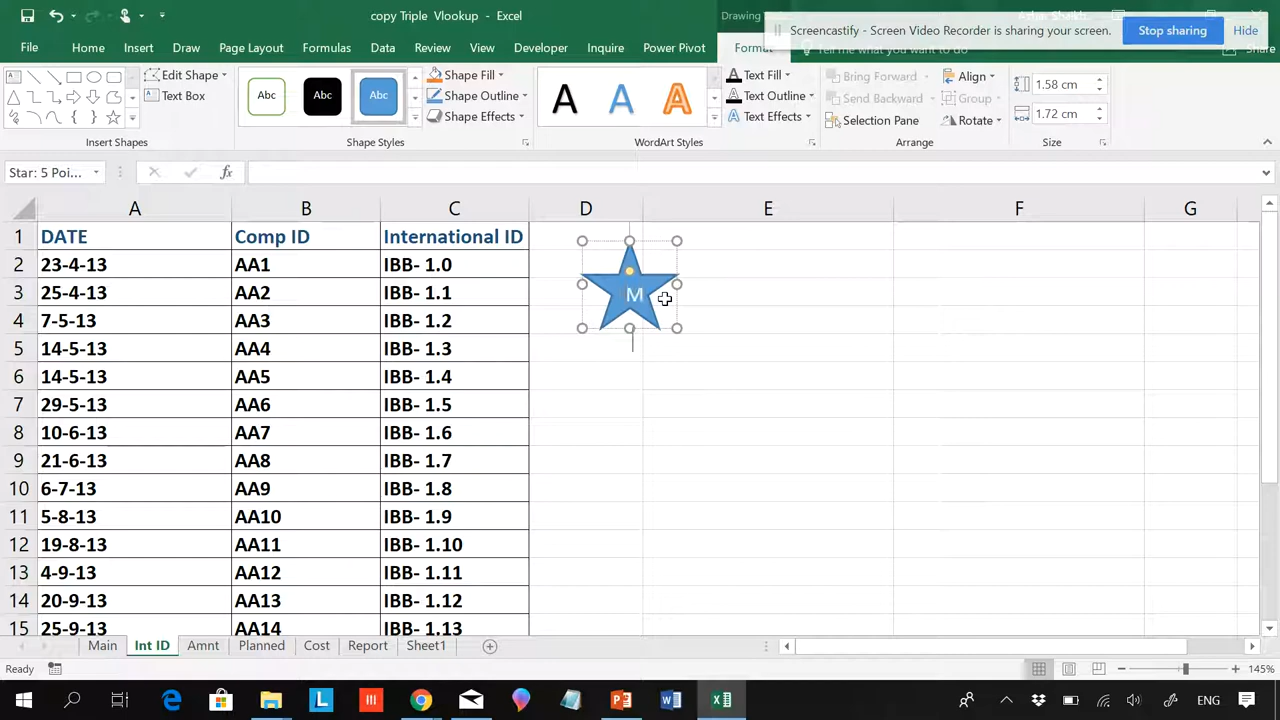 copy Triple Vlookup - Excel
Drawing
Screencastify - Screen Video Recorder is sharing your screen.
Stop sharing
Hide
File Home Insert Draw Page Layout Formulas Data Review View Developer Inquire Power Pivot Format Tell me what you want to do Share
Edit Shape
Text Box
Insert Shapes
Abc Abc Abc
Shape Fill
Shape Outline
Shape Effects
Shape Styles
A A A
Text Fill
Text Outline
Text Effects
WordArt Styles
Bring Forward
Send Backward
Selection Pane
Align
Group
Rotate
Arrange
1.58 cm
1.72 cm
Size
Star: 5 Poi...
fx
A B C D E F G
1 DATE Comp ID International ID
2 23-4-13 AA1 IBB- 1.0
3 25-4-13 AA2 IBB- 1.1
M
4 7-5-13 AA3 IBB- 1.2
5 14-5-13 AA4 IBB- 1.3
6 14-5-13 AA5 IBB- 1.4
7 29-5-13 AA6 IBB- 1.5
8 10-6-13 AA7 IBB- 1.6
9 21-6-13 AA8 IBB- 1.7
10 6-7-13 AA9 IBB- 1.8
11 5-8-13 AA10 IBB- 1.9
12 19-8-13 AA11 IBB- 1.10
13 4-9-13 AA12 IBB- 1.11
14 20-9-13 AA13 IBB- 1.12
15 25-9-13 AA14 IBB- 1.13
Main Int ID Amnt Planned Cost Report Sheet1
Ready
145%
ENG